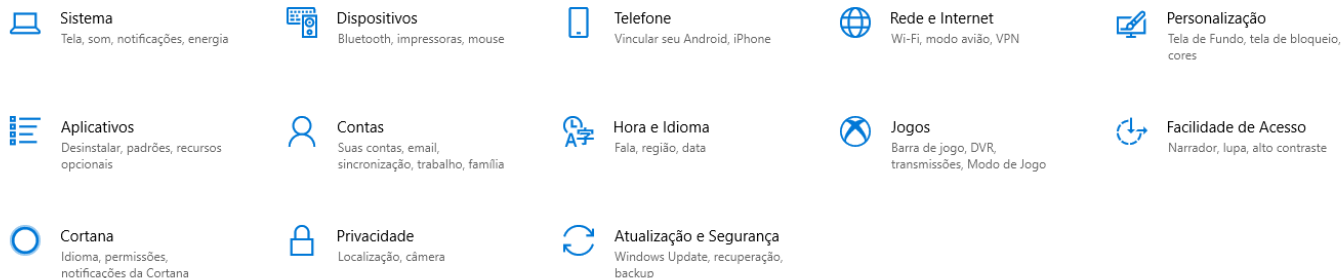 Sistema
Tela, som, notificações, energia
Dispositivos
Bluetooth, impressoras, mouse
Telefone
Vincular seu Android, iPhone
Rede e Internet
Wi-Fi, modo avião, VPN
Personalização
Tela de Fundo, tela de bloqueio,
cores
Aplicativos
Desinstalar, padrões, recursos
opcionais
Contas
Suas contas, email,
sincronização, trabalho, família
Hora e Idioma
Fala, região, data
Jogos
Barra de jogo, DVR,
transmissões, Modo de Jogo
Facilidade de Acesso
Narrador, lupa, alto contraste
Cortana
Idioma, permissões,
notificações da Cortana
Privacidade
Localização, câmera
Atualização e Segurança
Windows Update, recuperação,
backup